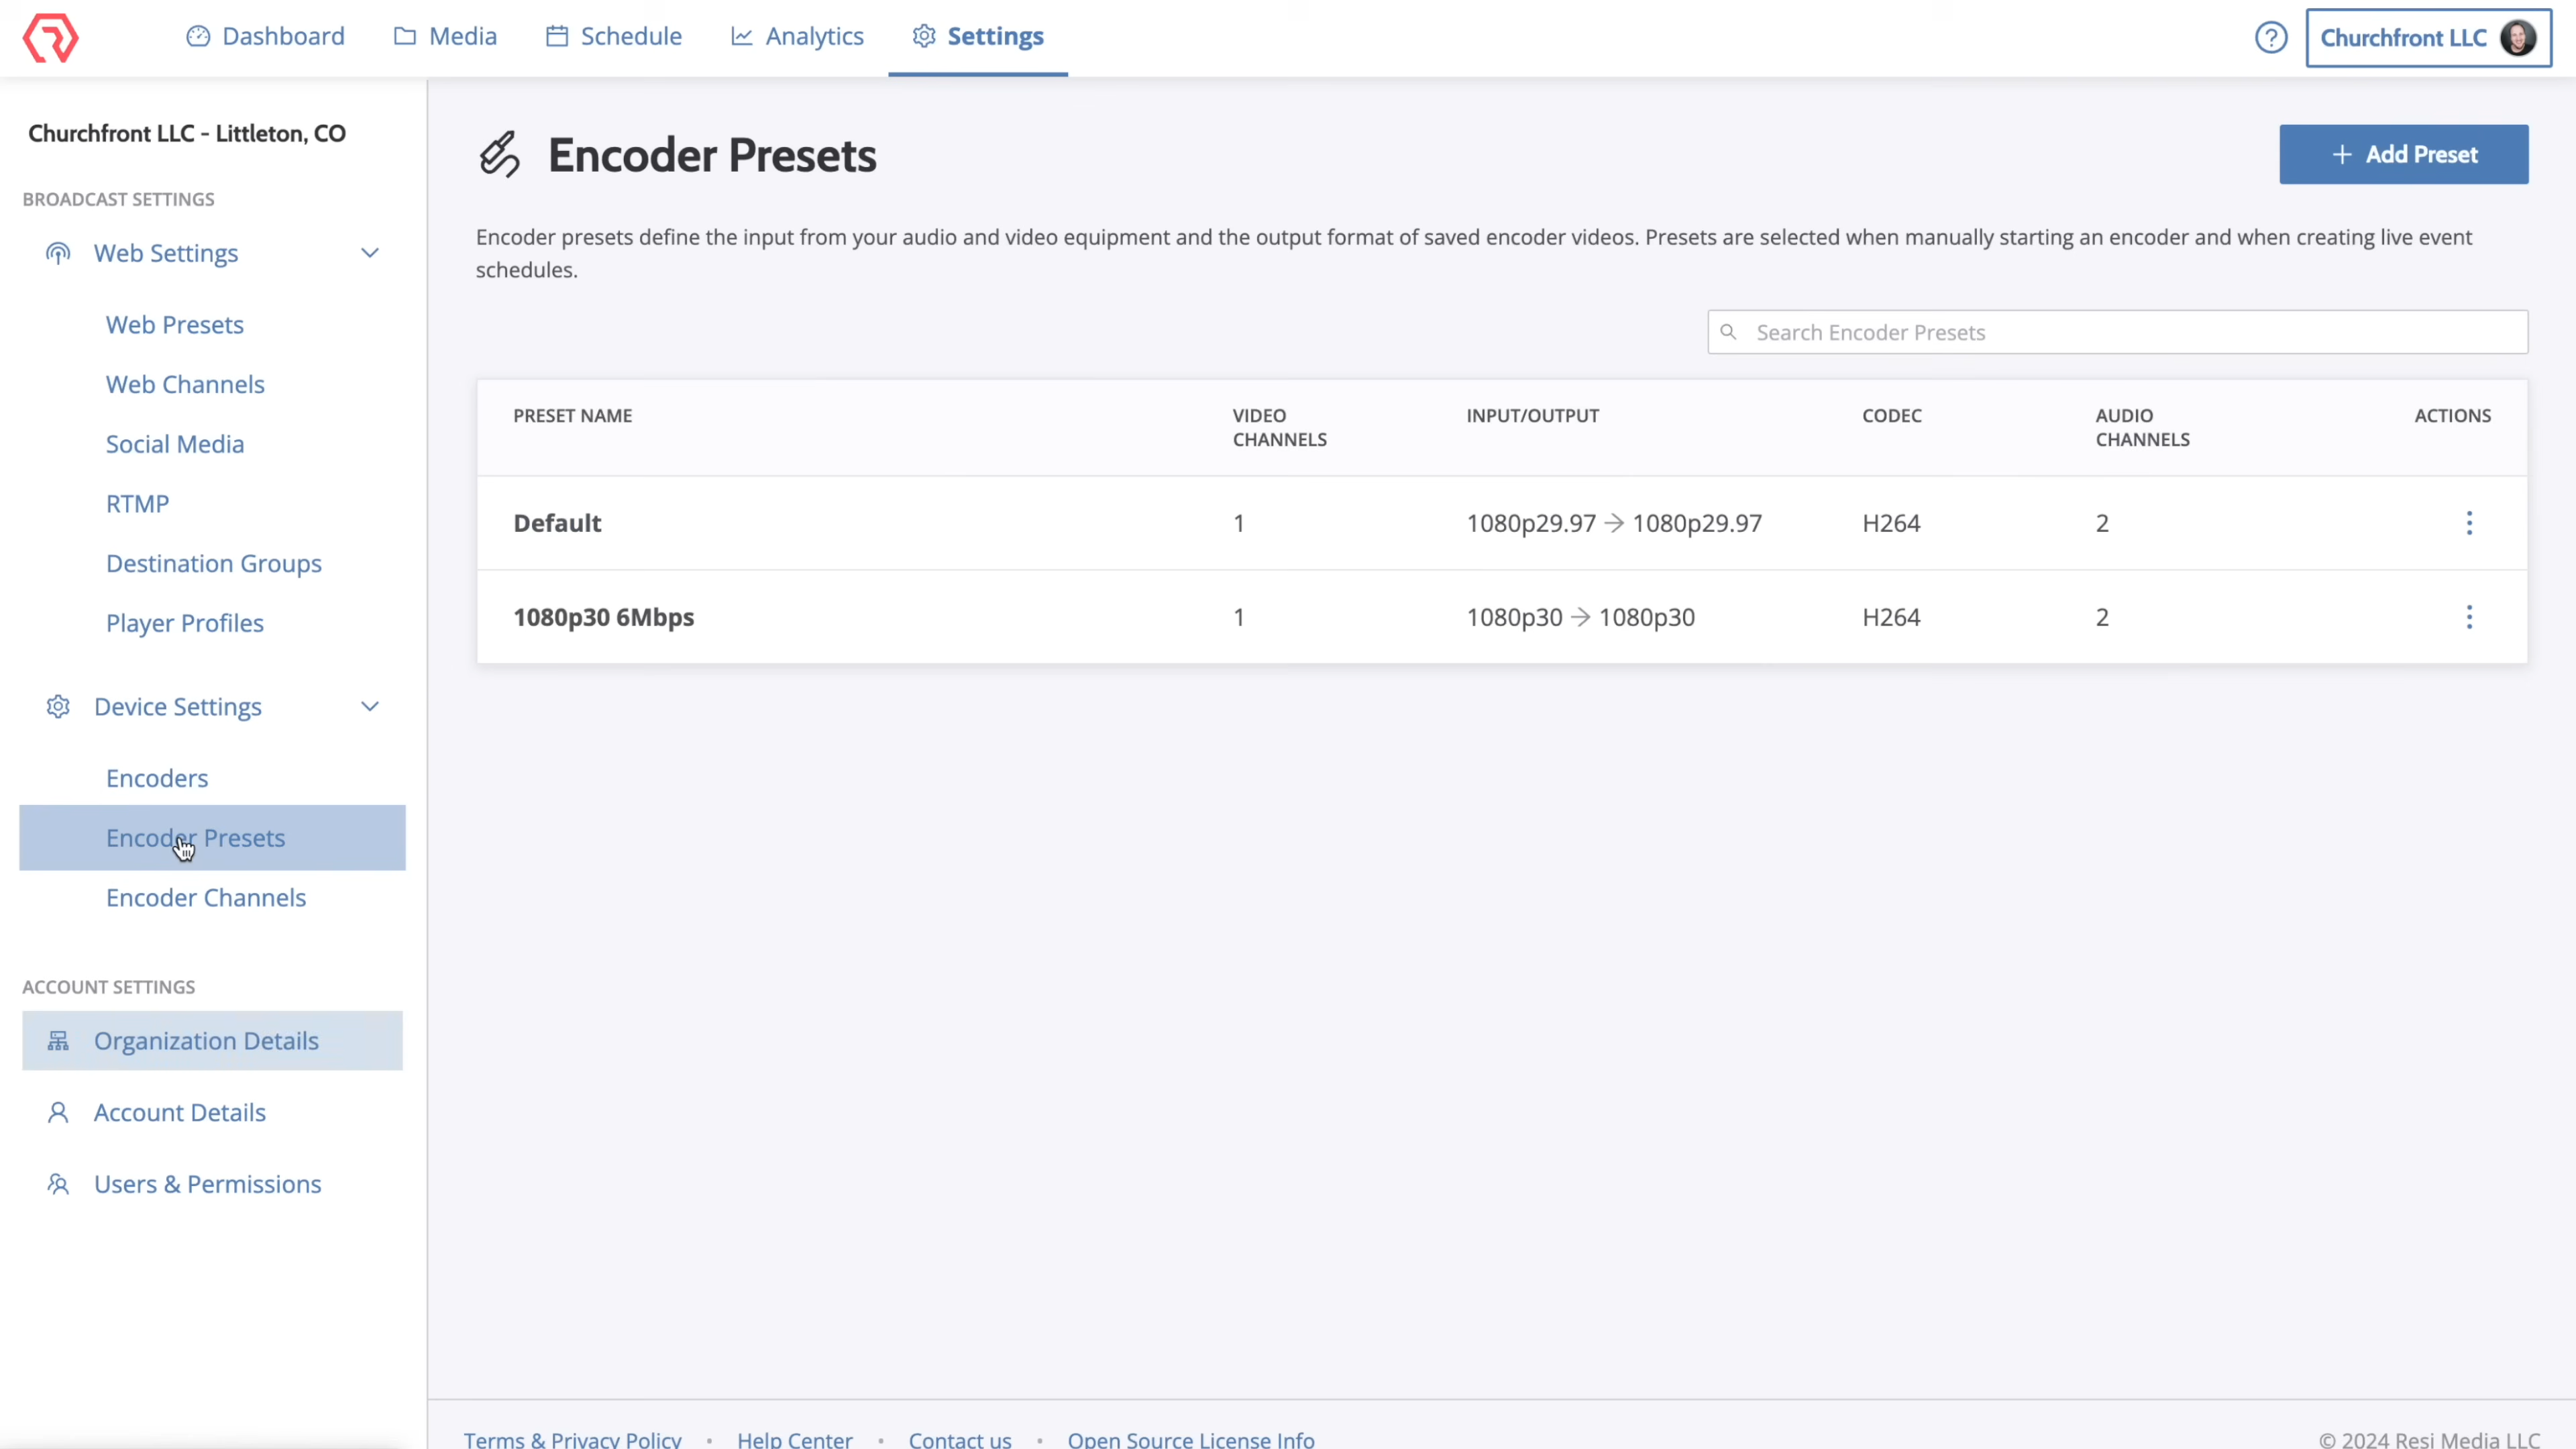 Dashboard
Media
Schedule
Analytics
Settings
?
Churchfront LLC
Churchfront LLC - Littleton, CO
BROADCAST SETTINGS
Web Settings
Web Presets
Web Channels
Social Media
RTMP
Destination Groups
Player Profiles
Device Settings
Encoders
Encoder Presets
Encoder Channels
ACCOUNT SETTINGS
Organization Details
Account Details
Users & Permissions
Encoder Presets
+ Add Preset
Encoder presets define the input from your audio and video equipment and the output format of saved encoder videos. Presets are selected when manually starting an encoder and when creating live event
schedules.
Search Encoder Presets
PRESET NAME VIDEO CHANNELS INPUT/OUTPUT CODEC AUDIO CHANNELS ACTIONS
Default 1 1080p29.97 → 1080p29.97 H264 2
1080p30 6Mbps 1 1080p30 → 1080p30 H264 2
Terms & Privacy Policy • Help Center • Contact us • Open Source License Info
© 2024 Resi Media LLC